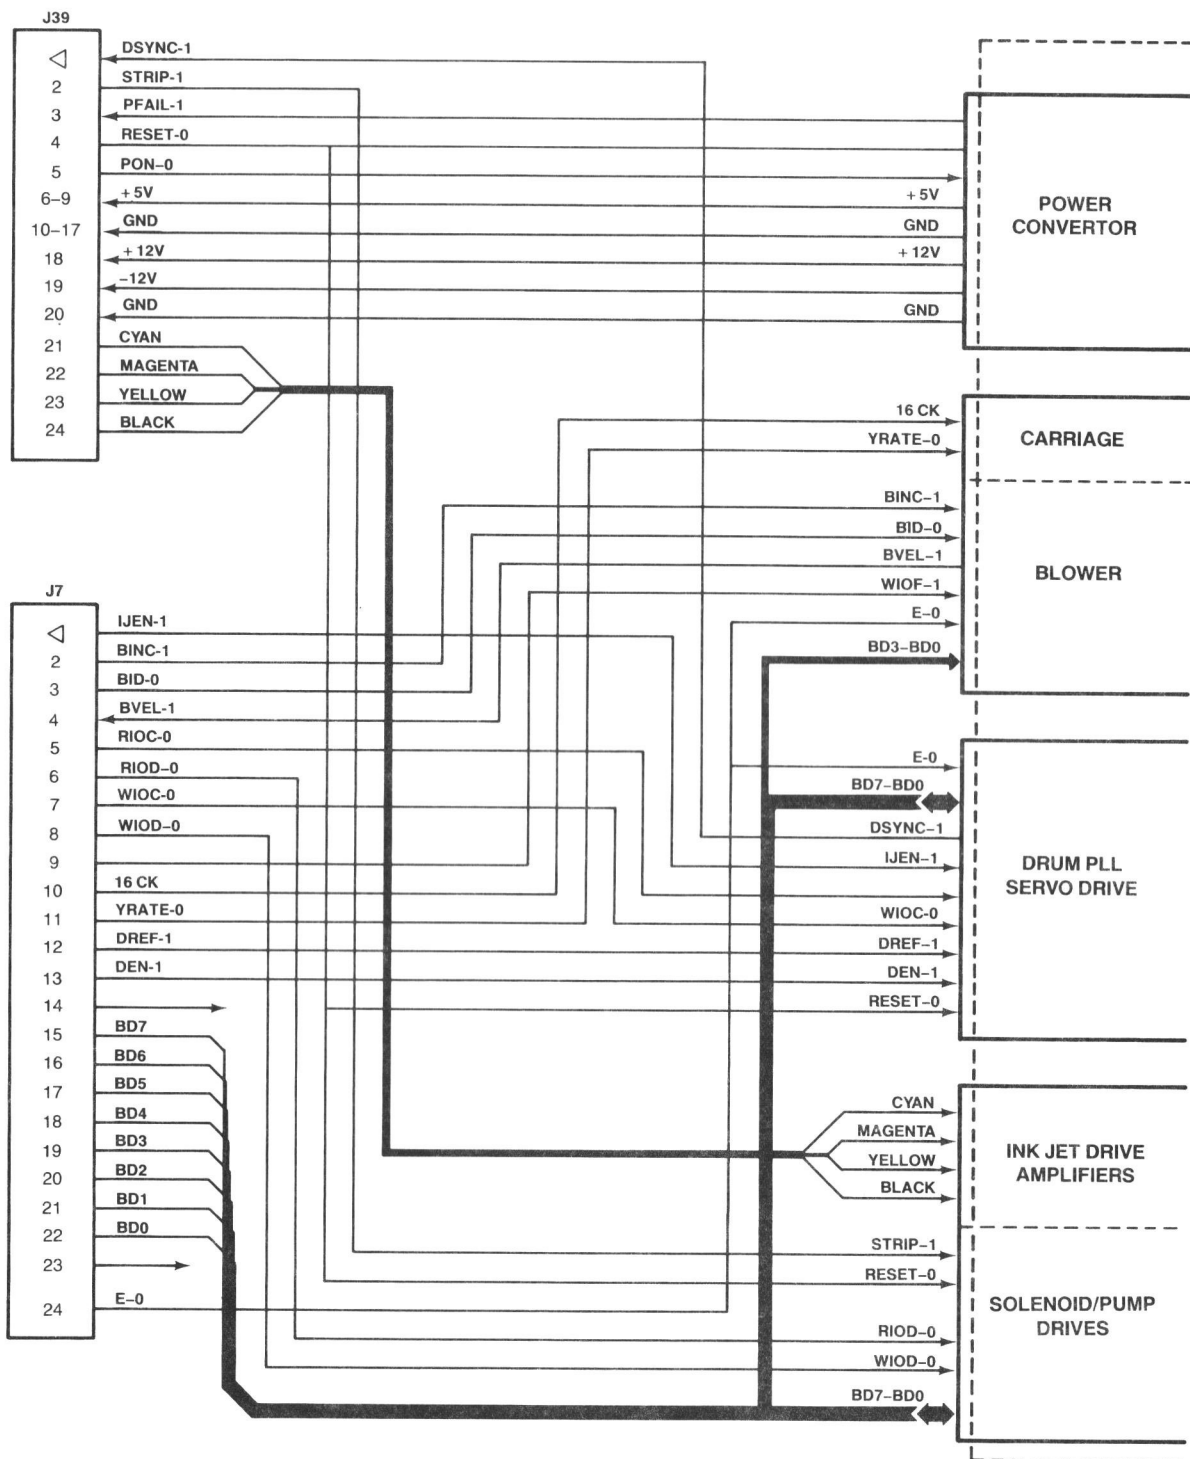 J39
DSYNC-1
2 STRIP-1
3 PFAIL-1
4 RESET-0
5 PON-0
6-9 +5V +5V
10-17 GND GND
18 +12V +12V
19 -12V
20 GND GND
21 CYAN
22 MAGENTA
23 YELLOW
24 BLACK
POWER
CONVERTOR
16 CK
YRATE-0
CARRIAGE
BINC-1
BID-0
BVEL-1
WIOF-1
E-0
BD3-BD0
BLOWER
J7
IJEN-1
2 BINC-1
3 BID-0
4 BVEL-1
5 RIOC-0
6 RIOD-0
7 WIOC-0
8 WIOD-0
9
10 16 CK
11 YRATE-0
12 DREF-1
13 DEN-1
14
15 BD7
16 BD6
17 BD5
18 BD4
19 BD3
20 BD2
21 BD1
22 BD0
23
24 E-0
E-0
BD7-BD0
DSYNC-1
IJEN-1
WIOC-0
DREF-1
DEN-1
RESET-0
DRUM PLL
SERVO DRIVE
CYAN
MAGENTA
YELLOW
BLACK
INK JET DRIVE
AMPLIFIERS
STRIP-1
RESET-0
RIOD-0
WIOD-0
BD7-BD0
SOLENOID/PUMP
DRIVES